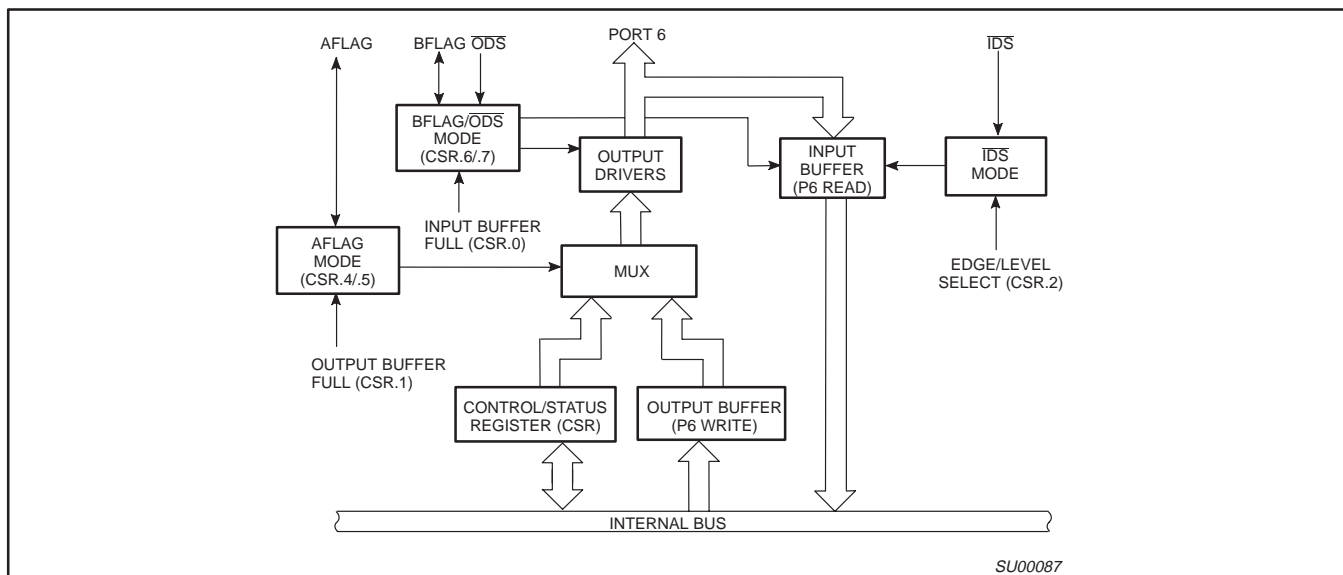 AFLAG
BFLAG ODS
PORT 6
IDS
BFLAG/ODS
MODE
(CSR.6/.7)
OUTPUT
DRIVERS
INPUT
BUFFER
(P6 READ)
IDS
MODE
INPUT BUFFER
FULL (CSR.0)
AFLAG
MODE
(CSR.4/.5)
MUX
EDGE/LEVEL
SELECT (CSR.2)
OUTPUT BUFFER
FULL (CSR.1)
CONTROL/STATUS
REGISTER (CSR)
OUTPUT BUFFER
(P6 WRITE)
INTERNAL BUS
SU00087